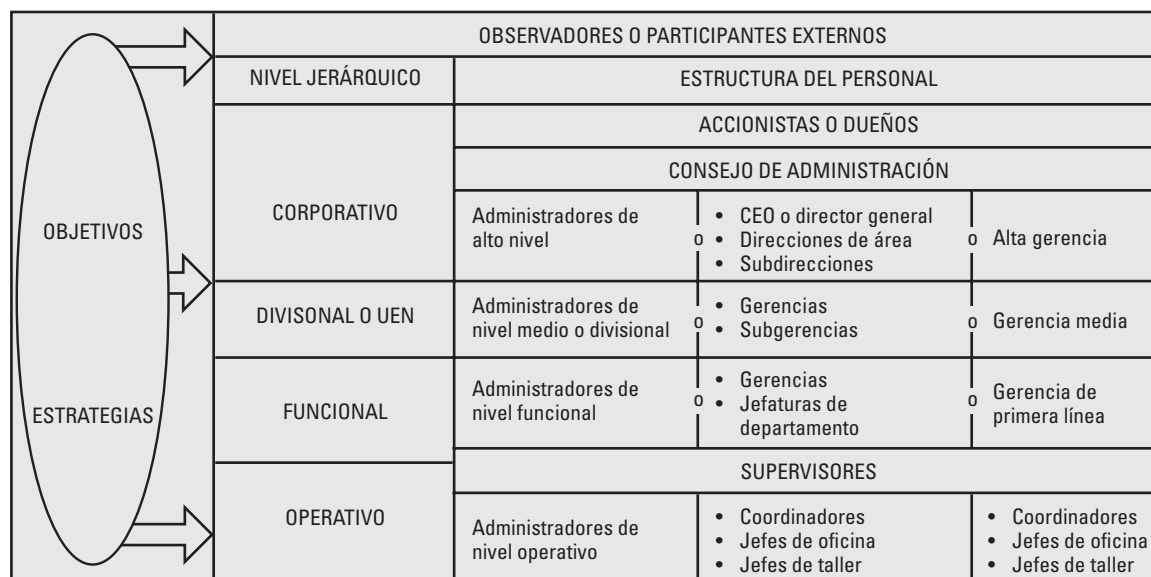 OBSERVADORES O PARTICIPANTES EXTERNOS
NIVEL JERÁRQUICO
ESTRUCTURA DEL PERSONAL
OBJETIVOS
ESTRATEGIAS
CORPORATIVO
ACCIONISTAS O DUEÑOS
CONSEJO DE ADMINISTRACIÓN
Administradores de
alto nivel
o
• CEO o director general
• Direcciones de área
• Subdirecciones
o
Alta gerencia
DIVISONAL O UEN
Administradores de
nivel medio o divisional
o
• Gerencias
• Subgerencias
o
Gerencia media
FUNCIONAL
Administradores de
nivel funcional
o
• Gerencias
• Jefaturas de
departamento
o
Gerencia de
primera línea
OPERATIVO
SUPERVISORES
Administradores de
nivel operativo
• Coordinadores
• Jefes de oficina
• Jefes de taller
• Coordinadores
• Jefes de oficina
• Jefes de taller